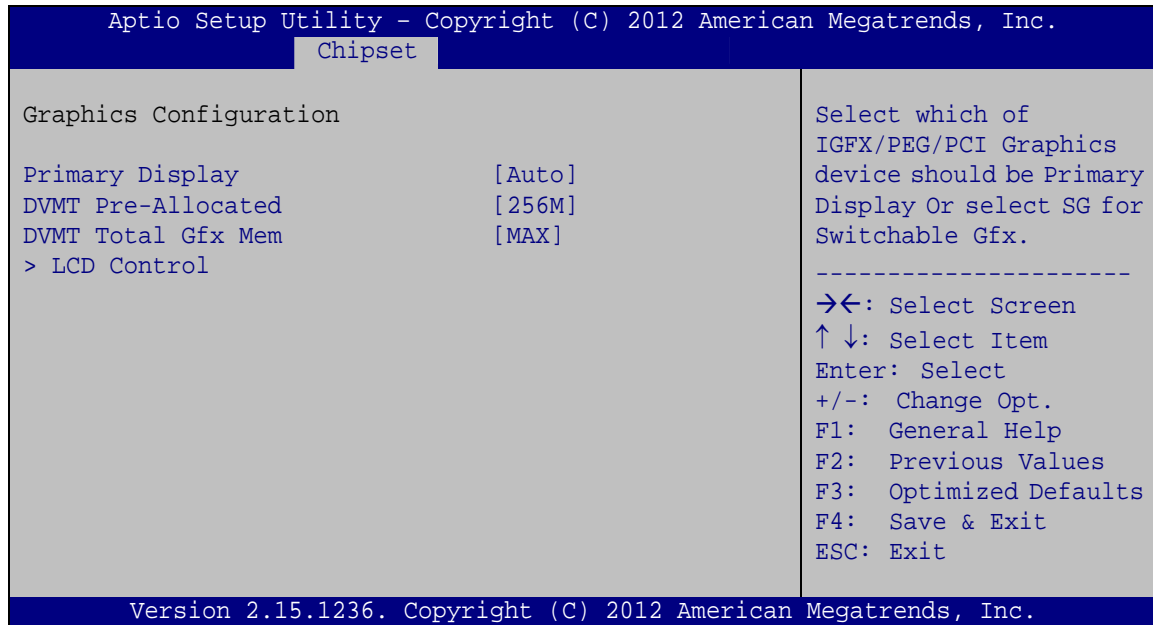 Aptio Setup Utility – Copyright (C) 2012 American Megatrends, Inc.
Chipset
Graphics Configuration
Primary Display [Auto]
DVMT Pre-Allocated [256M]
DVMT Total Gfx Mem [MAX]
> LCD Control
Select which of
IGFX/PEG/PCI Graphics
device should be Primary
Display Or select SG for
Switchable Gfx.
----------------------
→←: Select Screen
↑ ↓: Select Item
Enter: Select
+/-: Change Opt.
F1: General Help
F2: Previous Values
F3: Optimized Defaults
F4: Save & Exit
ESC: Exit
Version 2.15.1236. Copyright (C) 2012 American Megatrends, Inc.